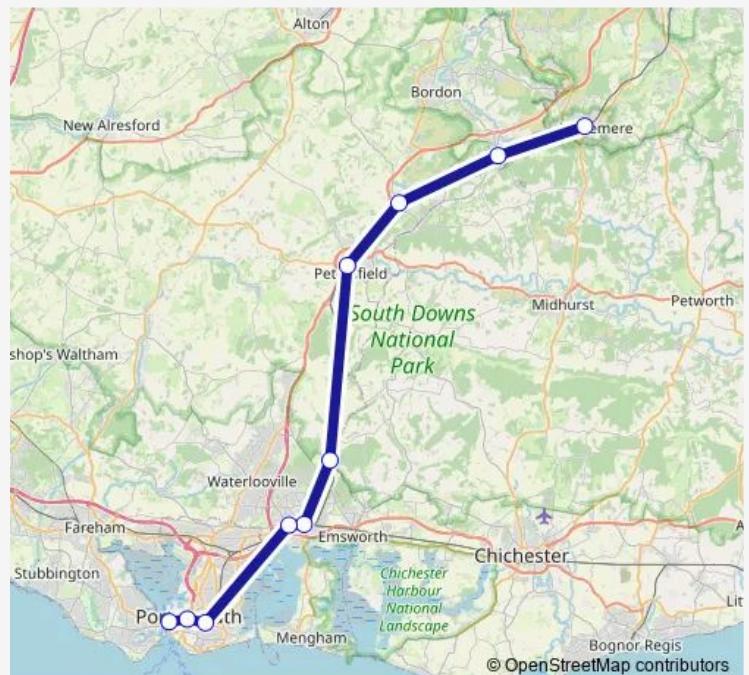 Alton
Bordon
New Alresford
emere
Pet field
South Downs
National
Park
Midhurst
Petworth
shop's Waltham
Waterlooville
Fareham
Emsworth
Chichester
Stubbington
Chichester
Harbour
National
Landscape
A
Lit
Po th
Mengham
Bognor Regis
© OpenStreetMap contributors